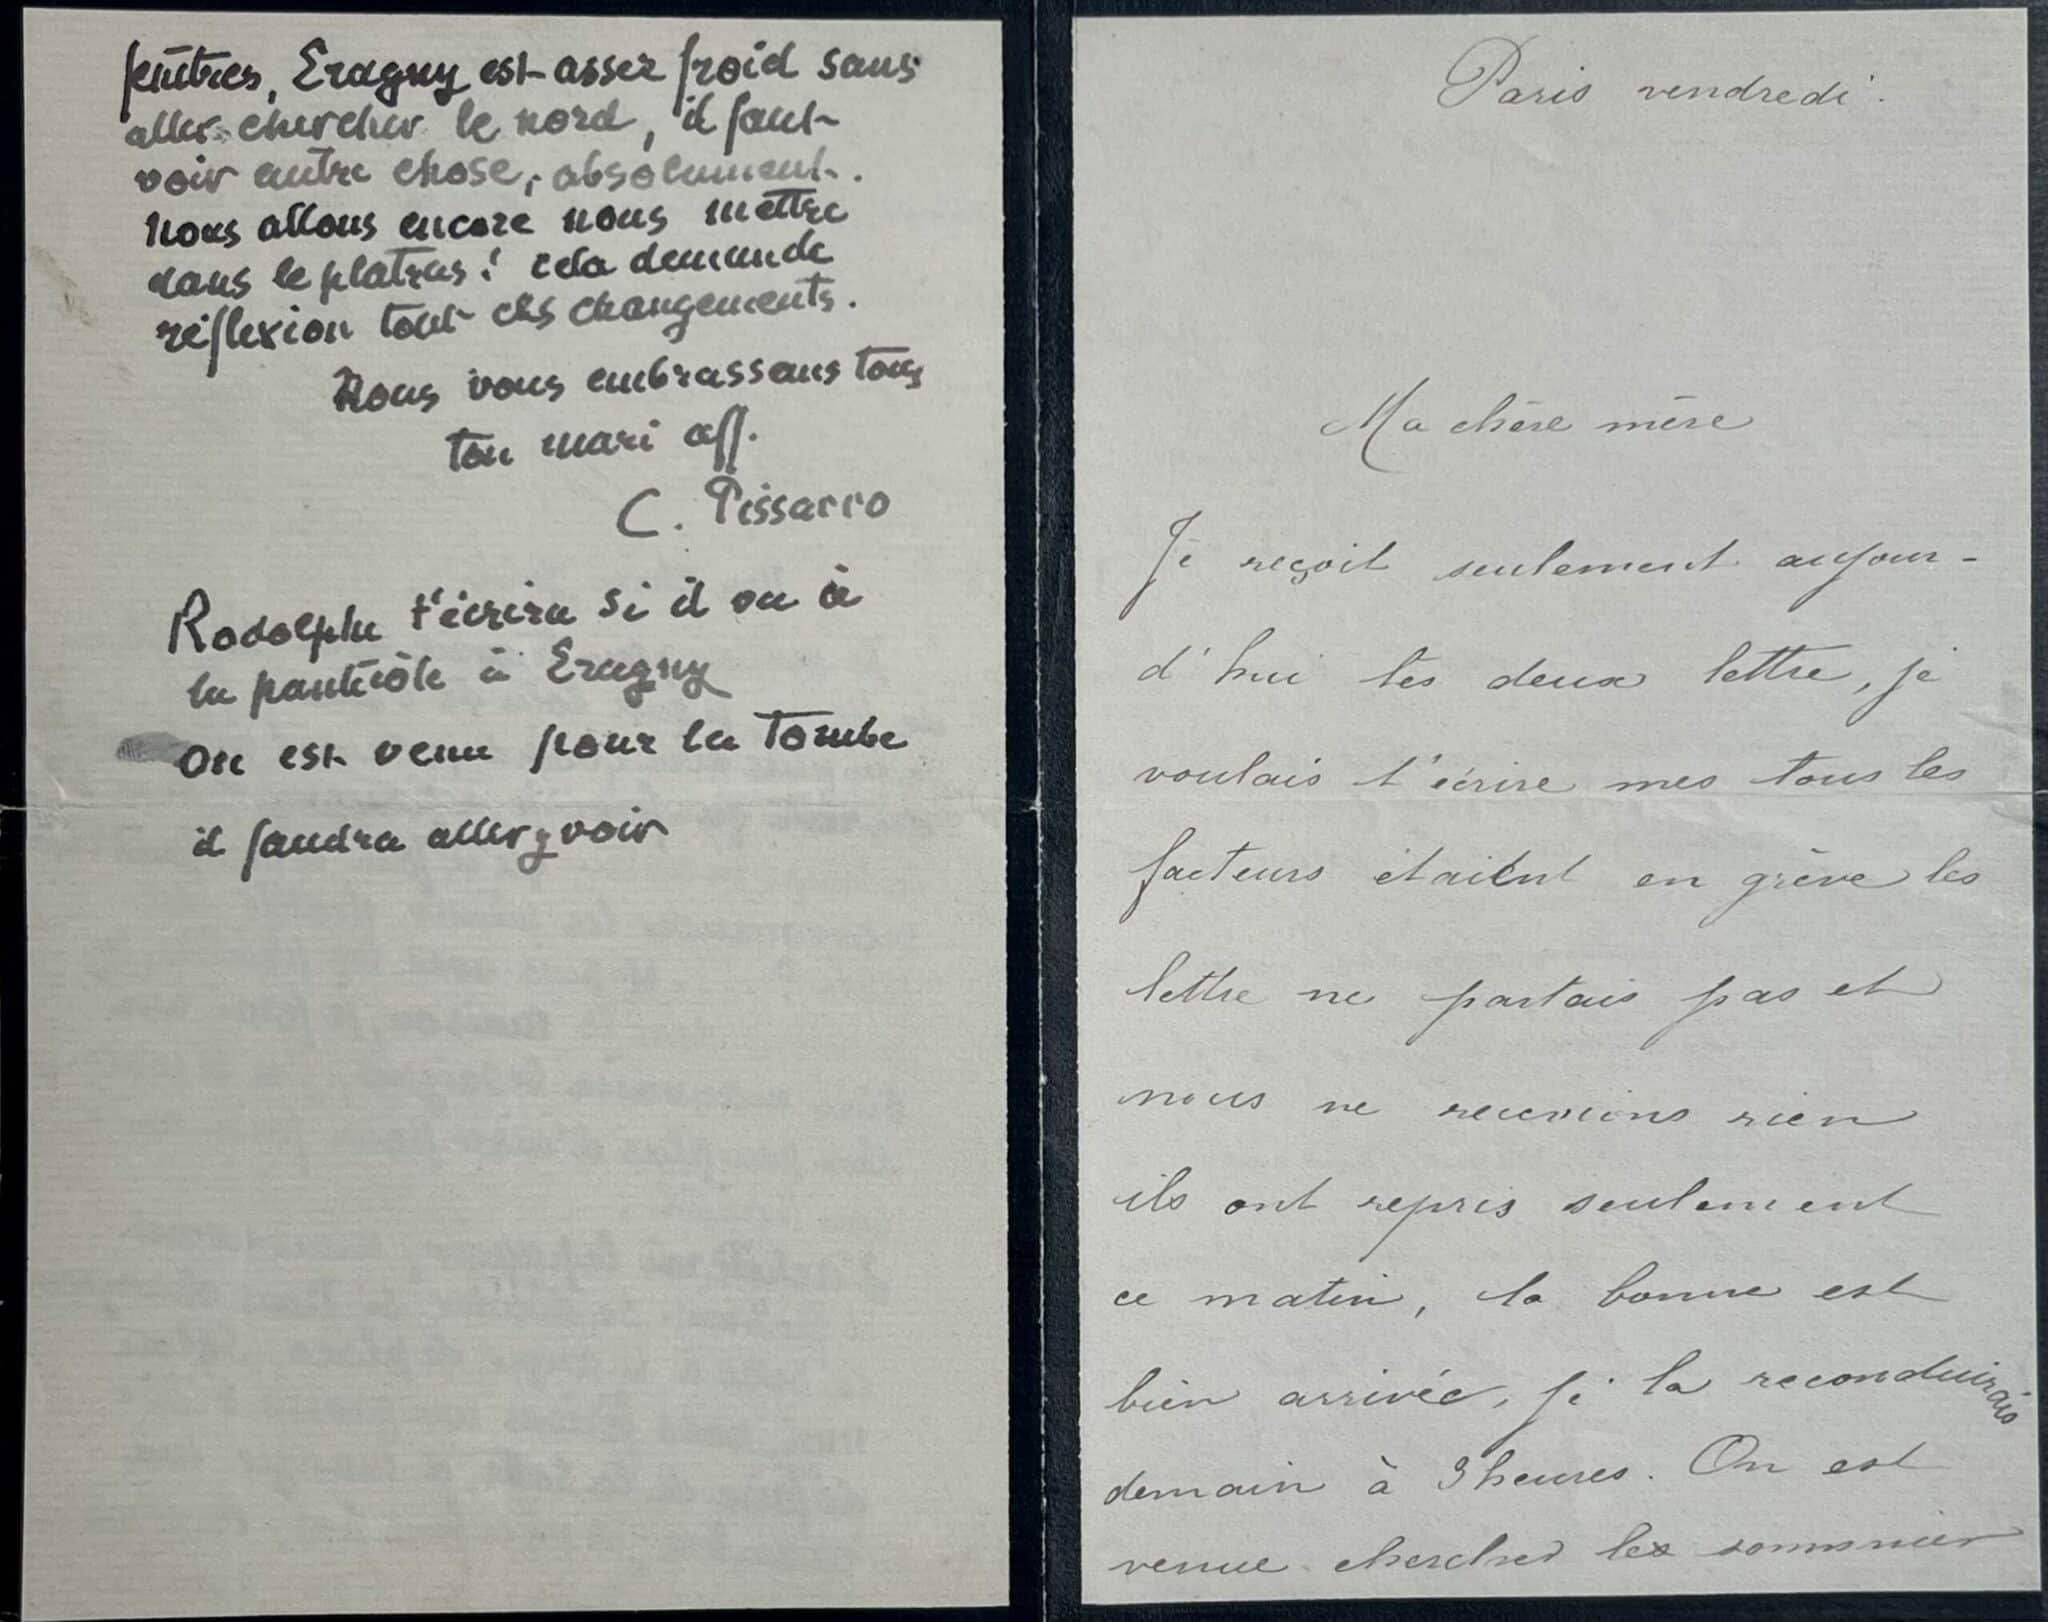 peintres, Eragny est assez froid sans
aller chercher le nord, il faut
voir autre chose, absolument.
Nous allons encore nous mettre
dans le platras! cela demande
réflexion tout ces changements.
Nous vous embrassons tous
ton mari aff.
C. Pissarro
Rodolphe t'écrira si il va à
la à Eragny
On est venu pour la Tombe
il faudra aller y voir
Paris vendredi.
Ma chère mère
Je reçoit seulement aujour-
d'hui tes deux lettre, je
voulais t'écrire mes tous les
facteurs étaient en grève les
lettre ne partais pas et
nous ne recevions rien
ils ont repris seulement
ce matin, la bonne est
bien arrivée, je la reconduirais
demain à 3 heures. On est
venue cherchez les sommier